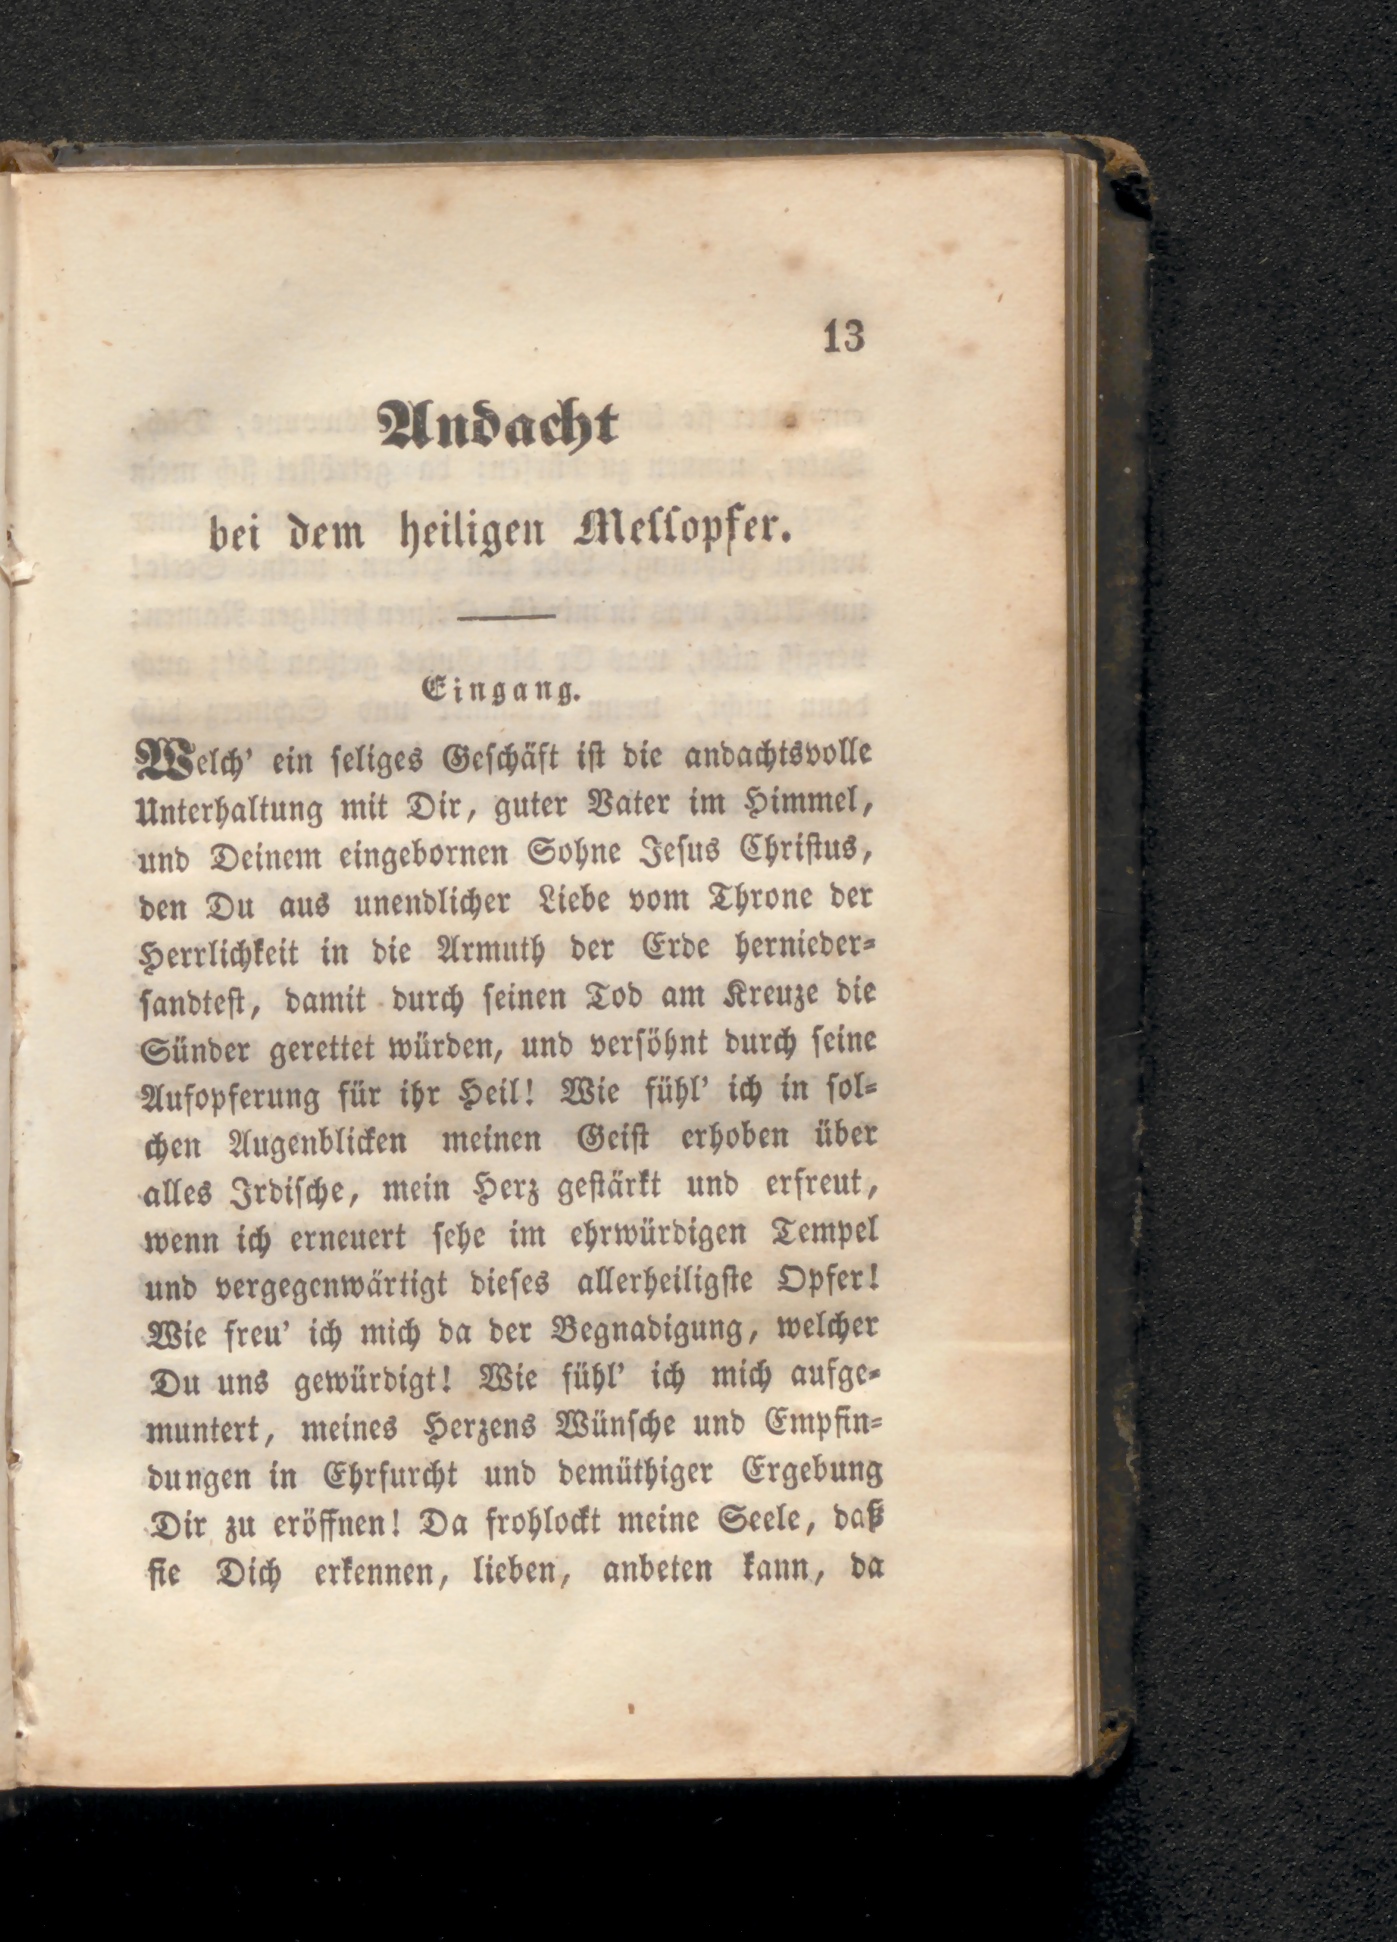 13
Andacht
bei dem heiligen Meſſopfer.
Eingang.
Welch' ein ſeliges Geſchäft iſt die andachtsvolle
Unterhaltung mit Dir, guter Vater im Himmel,
und Deinem eingebornen Sohne Jeſus Chriſtus,
den Du aus unendlicher Liebe vom Throne der
Herrlichkeit in die Armuth der Erde hernieder⸗
ſandteſt, damit durch ſeinen Tod am Kreuze die
Sünder gerettet würden, und verſöhnt durch ſeine
Aufopferung für ihr Heil! Wie fühl' ich in ſol⸗
chen Augenblicken meinen Geiſt erhoben über
alles Irdiſche, mein Herz geſtärkt und erfreut,
wenn ich erneuert ſehe im ehrwürdigen Tempel
und vergegenwärtigt dieſes allerheiligſte Opfer!
Wie freu' ich mich da der Begnadigung, welcher
Du uns gewürdigt! Wie fühl' ich mich aufge⸗
muntert, meines Herzens Wünſche und Empfin⸗
dungen in Ehrfurcht und demüthiger Ergebung
Dir zu eröffnen! Da frohlockt meine Seele, daß
ſie Dich erkennen, lieben, anbeten kann, da